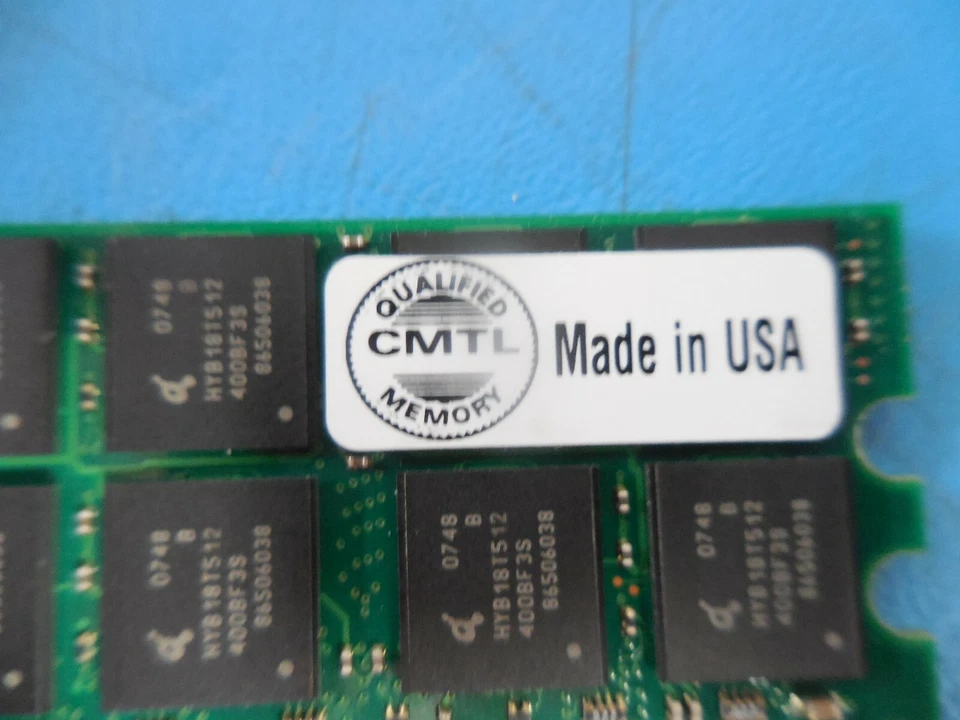 0748
B
HYB18T512
400BF3S
86506038
QUALIFIED
CMTL
MEMORY
Made in USA
0748
B
HYB18T512
400BF3S
86506038
0748
B
HYB18T512
400BF3S
86506038
0748
B
HYB18T512
400BF3S
86506038